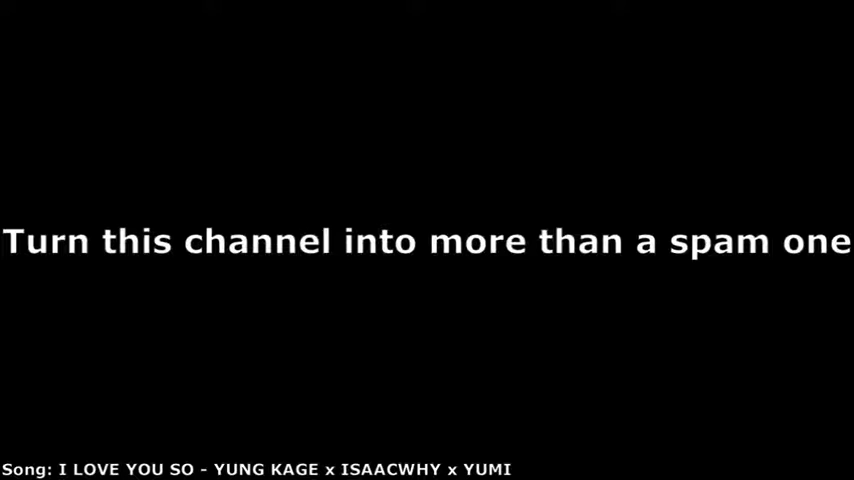 Turn this channel into more than a spam one
Song: I LOVE YOU SO - YUNG KAGE x ISAACWHY x YUMI